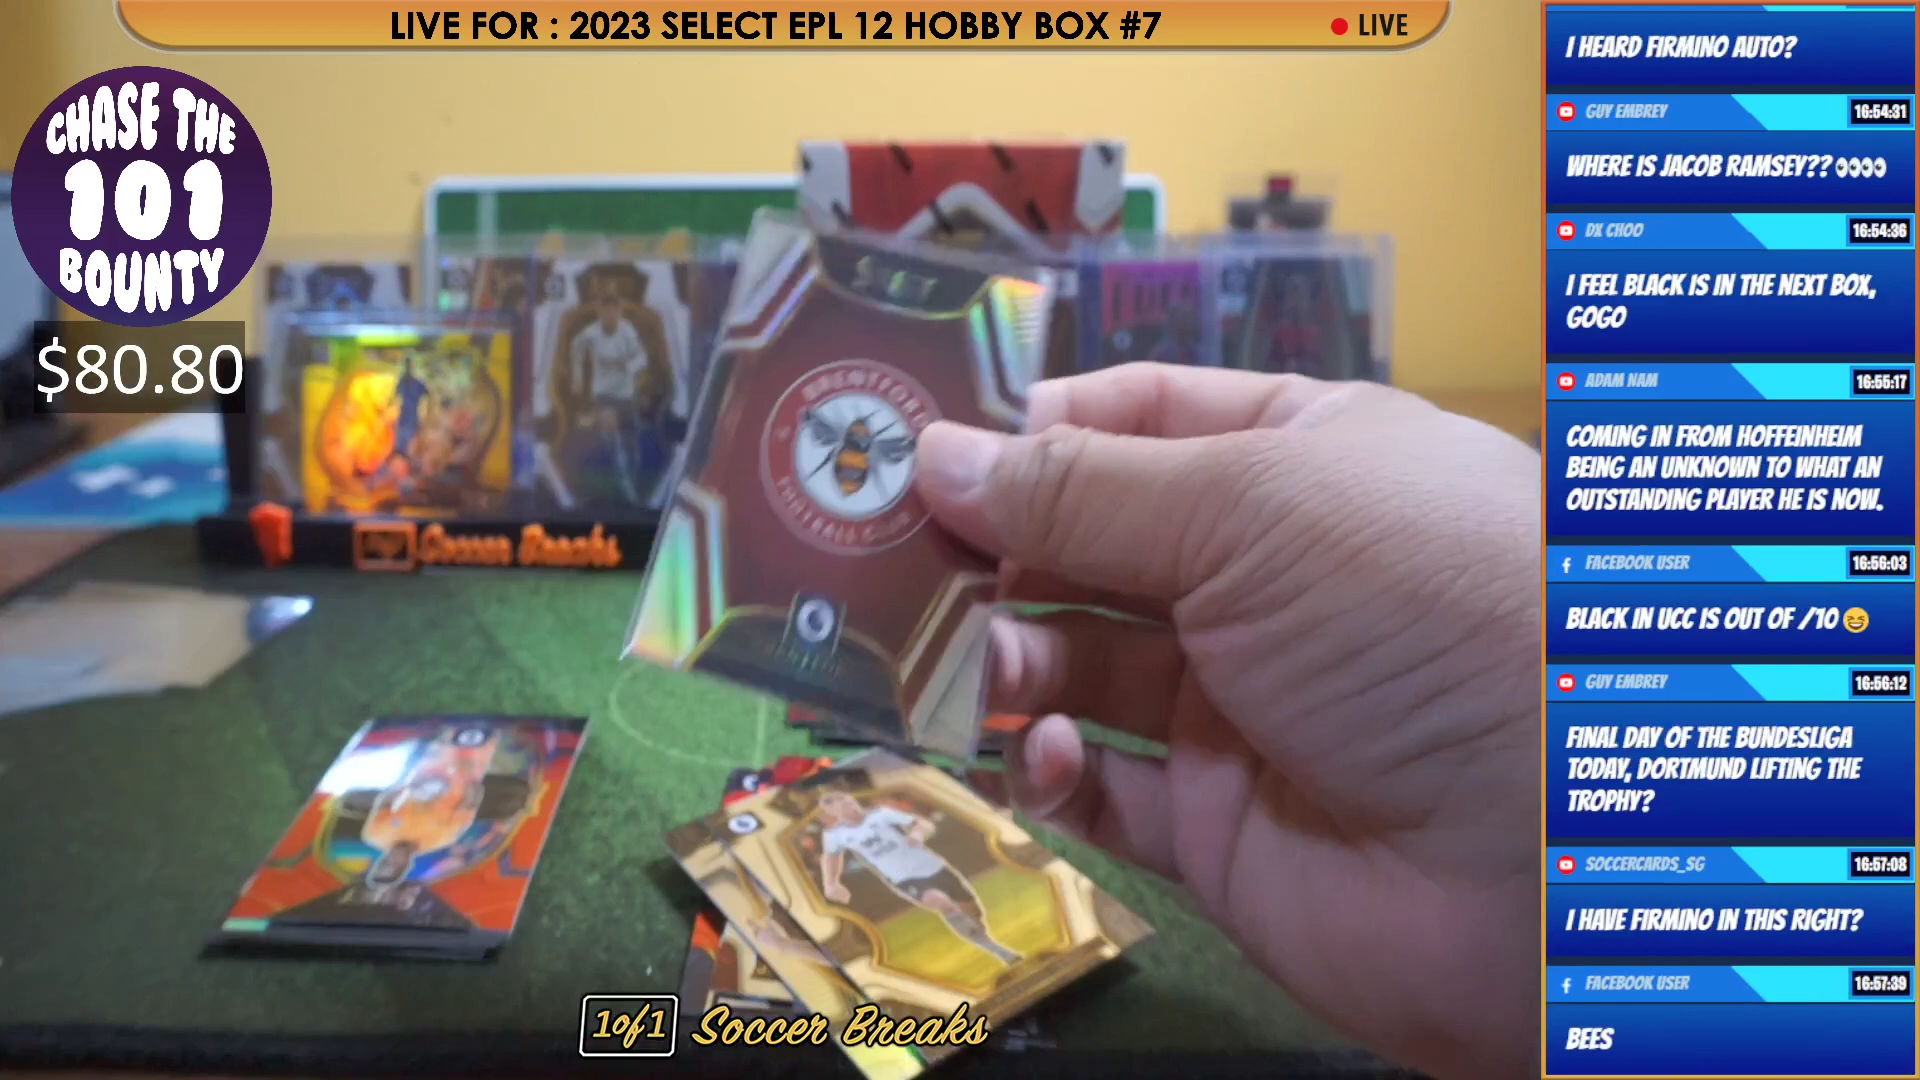 LIVE FOR : 2023 SELECT EPL 12 HOBBY BOX #7
LIVE
CHASE THE
101
BOUNTY
$80.80
BRENTFORD
FOOTBALL CLUB
Soccer Breaks
1of1 Soccer Breaks
I HEARD FIRMINO AUTO?
GUY EMBREY 16:54:31
WHERE IS JACOB RAMSEY?? 👀👀
DX CHOO 16:54:36
I FEEL BLACK IS IN THE NEXT BOX,
GOGO
ADAM NAM 16:55:17
COMING IN FROM HOFFEINHEIM
BEING AN UNKNOWN TO WHAT AN
OUTSTANDING PLAYER HE IS NOW.
FACEBOOK USER 16:56:03
BLACK IN UCC IS OUT OF /10 😆
GUY EMBREY 16:56:12
FINAL DAY OF THE BUNDESLIGA
TODAY, DORTMUND LIFTING THE
TROPHY?
SOCCERCARDS_SG 16:57:08
I HAVE FIRMINO IN THIS RIGHT?
FACEBOOK USER 16:57:39
BEES